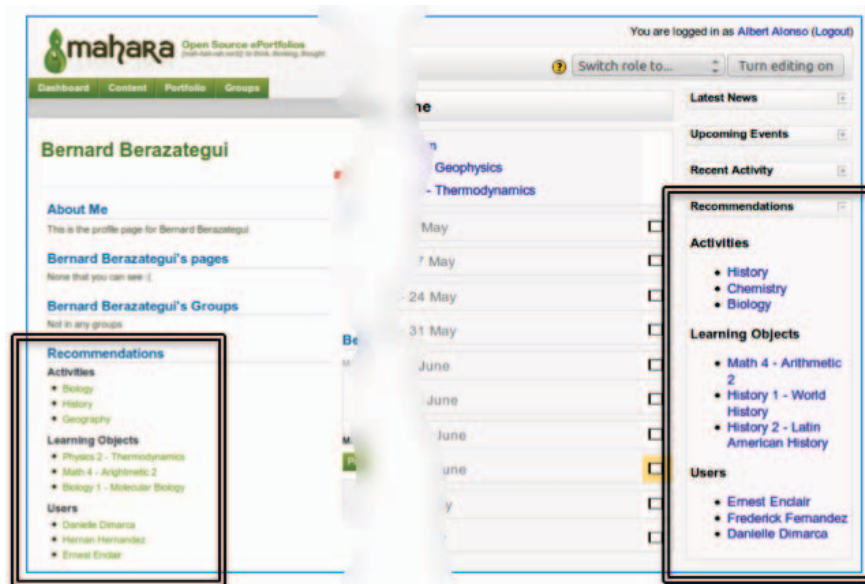 mahara Open Source ePortfolios
Dashboard Content Portfolio Groups
Bernard Berazategui
About Me
This is the profile page for Bernard Berazategui
Bernard Berazategui's pages
None that you can see :(
Bernard Berazategui's Groups
Not in any groups
Recommendations
Activities
Biology
History
Geography
Learning Objects
Physics 2 - Thermodynamics
Math 4 - Arightmetic 2
Biology 1 - Molecular Biology
Users
Danielle Dimarca
Hernan Hernandez
Ernest Enclair
You are logged in as Albert Alonso (Logout)
Switch role to... Turn editing on
Geophysics
- Thermodynamics
May
7 May
- 24 May
- 31 May
June
June
June
June
Latest News
Upcoming Events
Recent Activity
Recommendations
Activities
History
Chemistry
Biology
Learning Objects
Math 4 - Arithmetic
2
History 1 - World
History
History 2 - Latin
American History
Users
Ernest Enclair
Frederick Fernandez
Danielle Dimarca